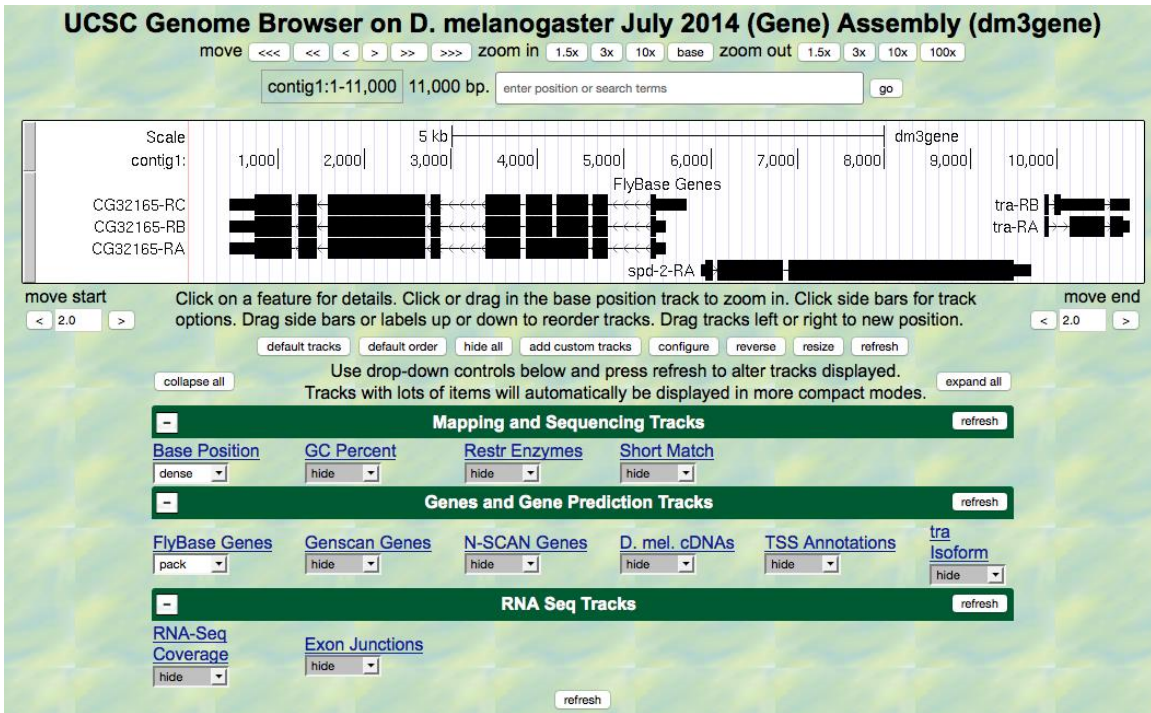 UCSC Genome Browser on D. melanogaster July 2014 (Gene) Assembly (dm3gene)
move <<< << < > >> >>> zoom in 1.5x 3x 10x base zoom out 1.5x 3x 10x 100x
contig1:1-11,000 11,000 bp. enter position or search terms go
Scale 5 kb dm3gene
contig1: 1,000 2,000 3,000 4,000 5,000 6,000 7,000 8,000 9,000 10,000
FlyBase Genes
CG32165-RC tra-RB
CG32165-RB tra-RA
CG32165-RA
spd-2-RA
move start Click on a feature for details. Click or drag in the base position track to zoom in. Click side bars for track move end
< 2.0 > options. Drag side bars or labels up or down to reorder tracks. Drag tracks left or right to new position. < 2.0 >
default tracks default order hide all add custom tracks configure reverse resize refresh
collapse all Use drop-down controls below and press refresh to alter tracks displayed. expand all
Tracks with lots of items will automatically be displayed in more compact modes.
- Mapping and Sequencing Tracks refresh
Base Position GC Percent Restr Enzymes Short Match
dense hide hide hide
- Genes and Gene Prediction Tracks refresh
FlyBase Genes Genscan Genes N-SCAN Genes D. mel. cDNAs TSS Annotations tra Isoform
pack hide hide hide hide hide
- RNA Seq Tracks refresh
RNA-Seq Coverage Exon Junctions
hide hide
refresh